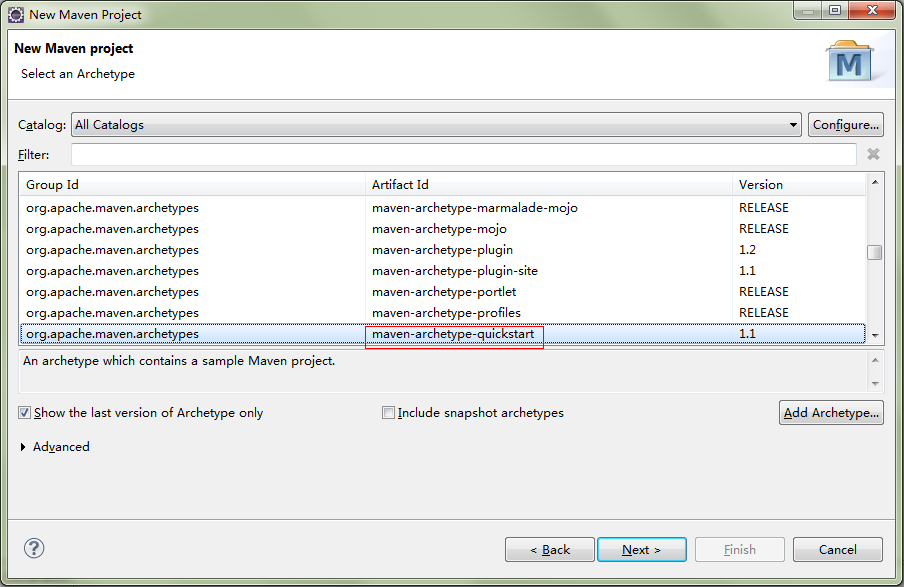 New Maven Project
New Maven project
Select an Archetype
M
Catalog: All Catalogs Configure...
Filter:
Group Id Artifact Id Version
org.apache.maven.archetypes maven-archetype-marmalade-mojo RELEASE
org.apache.maven.archetypes maven-archetype-mojo RELEASE
org.apache.maven.archetypes maven-archetype-plugin 1.2
org.apache.maven.archetypes maven-archetype-plugin-site 1.1
org.apache.maven.archetypes maven-archetype-portlet RELEASE
org.apache.maven.archetypes maven-archetype-profiles RELEASE
org.apache.maven.archetypes maven-archetype-quickstart 1.1
An archetype which contains a sample Maven project.
Show the last version of Archetype only Include snapshot archetypes Add Archetype...
Advanced
? < Back Next > Finish Cancel